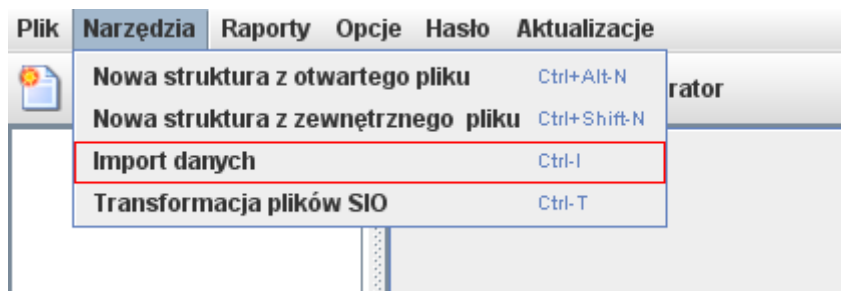 Plik Narzędzia Raporty Opcje Hasło Aktualizacje
Nowa struktura z otwartego pliku Ctrl+Alt-N
rator
Nowa struktura z zewnętrznego pliku Ctrl+Shift-N
Import danych Ctrl-I
Transformacja plików SIO Ctrl-T